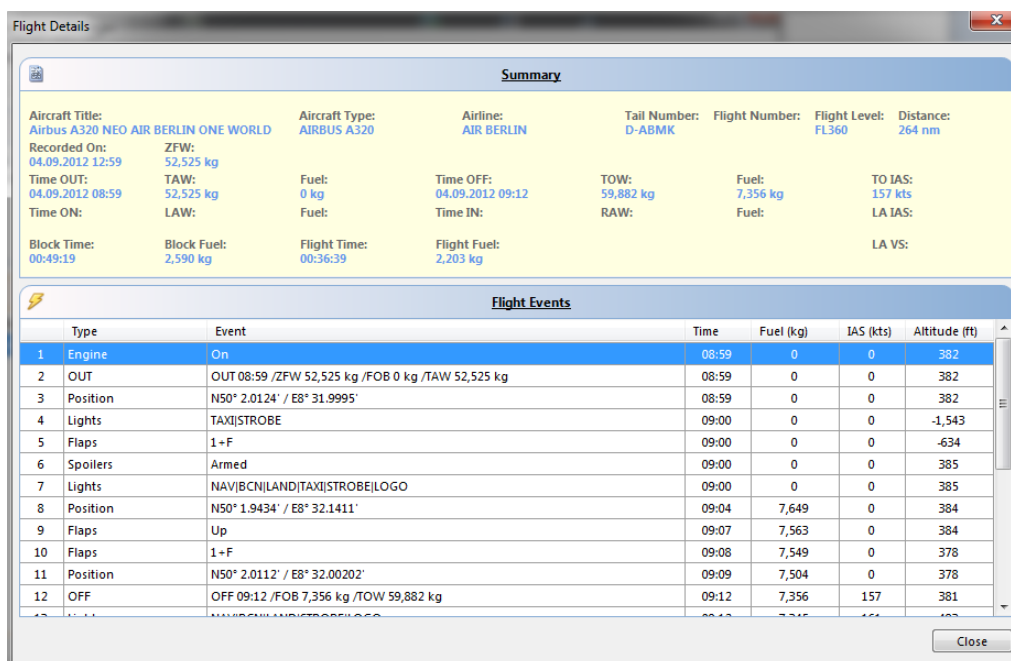 Flight Details
Summary
Aircraft Title: Aircraft Type: Airline: Tail Number: Flight Number: Flight Level: Distance:
Airbus A320 NEO AIR BERLIN ONE WORLD AIRBUS A320 AIR BERLIN D-ABMK FL360 264 nm
Recorded On: ZFW:
04.09.2012 12:59 52,525 kg
Time OUT: TAW: Fuel: Time OFF: TOW: Fuel: TO IAS:
04.09.2012 08:59 52,525 kg 0 kg 04.09.2012 09:12 59,882 kg 7,356 kg 157 kts
Time ON: LAW: Fuel: Time IN: RAW: Fuel: LA IAS:
Block Time: Block Fuel: Flight Time: Flight Fuel: LA VS:
00:49:19 2,590 kg 00:36:39 2,203 kg
Flight Events
Type Event Time Fuel (kg) IAS (kts) Altitude (ft)
1 Engine On 08:59 0 0 382
2 OUT OUT 08:59 /ZFW 52,525 kg /FOB 0 kg /TAW 52,525 kg 08:59 0 0 382
3 Position N50° 2.0124' / E8° 31.9995' 08:59 0 0 382
4 Lights TAXI|STROBE 09:00 0 0 -1,543
5 Flaps 1+F 09:00 0 0 -634
6 Spoilers Armed 09:00 0 0 385
7 Lights NAV|BCN|LAND|TAXI|STROBE|LOGO 09:00 0 0 385
8 Position N50° 1.9434' / E8° 32.1411' 09:04 7,649 0 384
9 Flaps Up 09:07 7,563 0 384
10 Flaps 1+F 09:08 7,549 0 378
11 Position N50° 2.0112' / E8° 32.00202' 09:09 7,504 0 378
12 OFF OFF 09:12 /FOB 7,356 kg /TOW 59,882 kg 09:12 7,356 157 381
Close